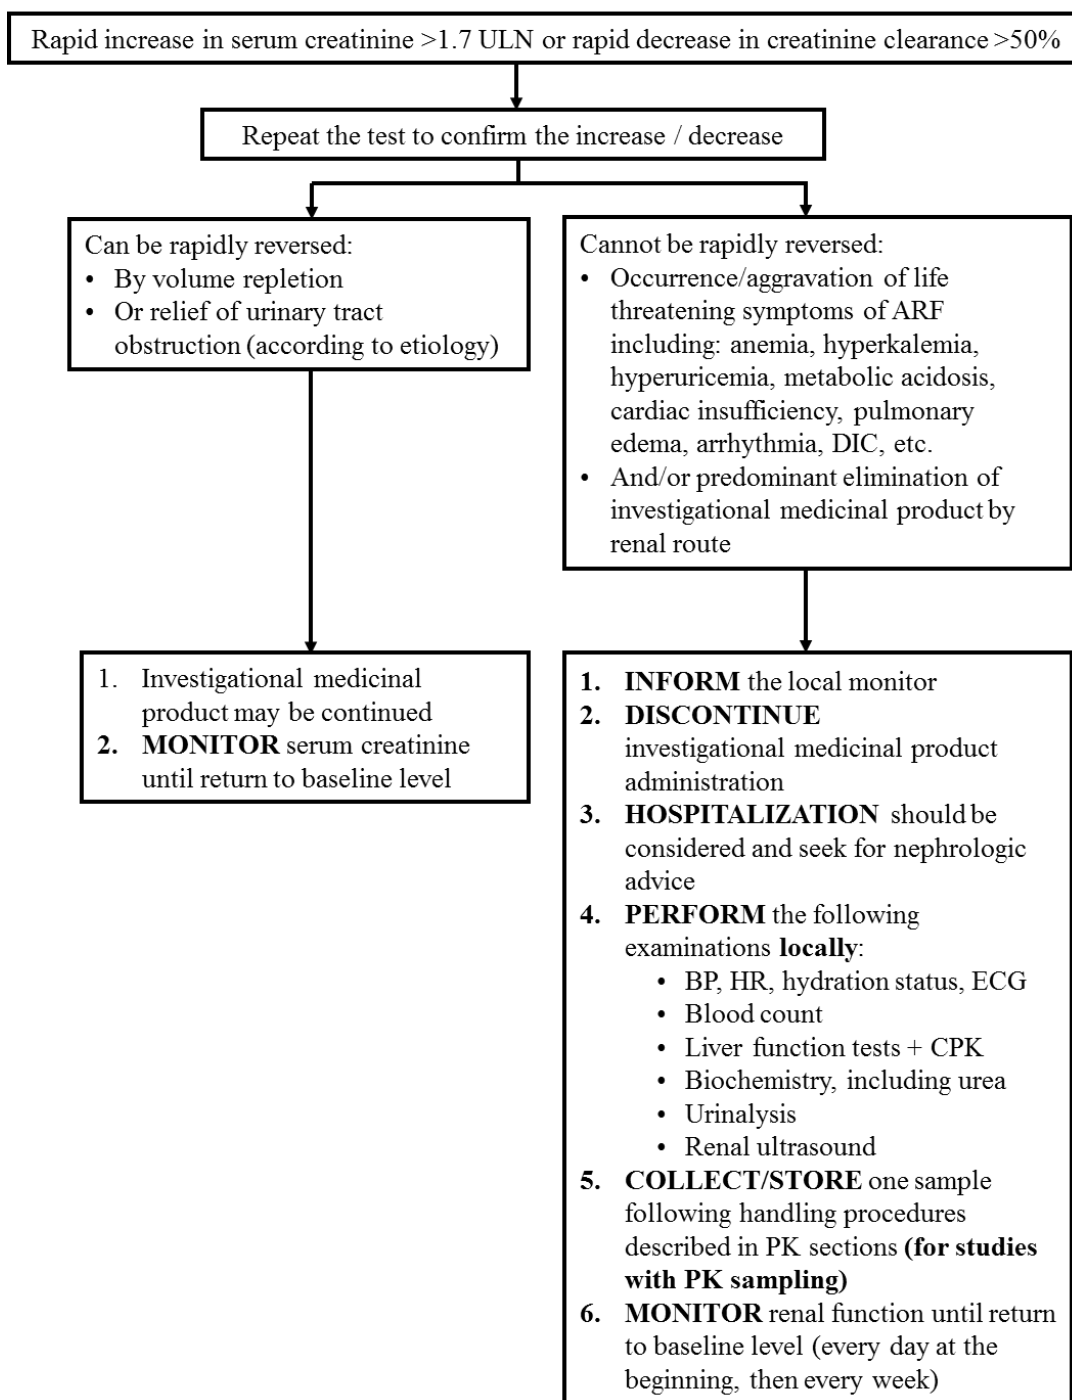 Rapid increase in serum creatinine >1.7 ULN or rapid decrease in creatinine clearance >50%
Repeat the test to confirm the increase / decrease
Can be rapidly reversed:
• By volume repletion
• Or relief of urinary tract
obstruction (according to etiology)
Cannot be rapidly reversed:
• Occurrence/aggravation of life
threatening symptoms of ARF
including: anemia, hyperkalemia,
hyperuricemia, metabolic acidosis,
cardiac insufficiency, pulmonary
edema, arrhythmia, DIC, etc.
• And/or predominant elimination of
investigational medicinal product by
renal route
1. Investigational medicinal
product may be continued
2. MONITOR serum creatinine
until return to baseline level
1. INFORM the local monitor
2. DISCONTINUE
investigational medicinal product
administration
3. HOSPITALIZATION should be
considered and seek for nephrologic
advice
4. PERFORM the following
examinations locally:
• BP, HR, hydration status, ECG
• Blood count
• Liver function tests + CPK
• Biochemistry, including urea
• Urinalysis
• Renal ultrasound
5. COLLECT/STORE one sample
following handling procedures
described in PK sections (for studies
with PK sampling)
6. MONITOR renal function until return
to baseline level (every day at the
beginning, then every week)